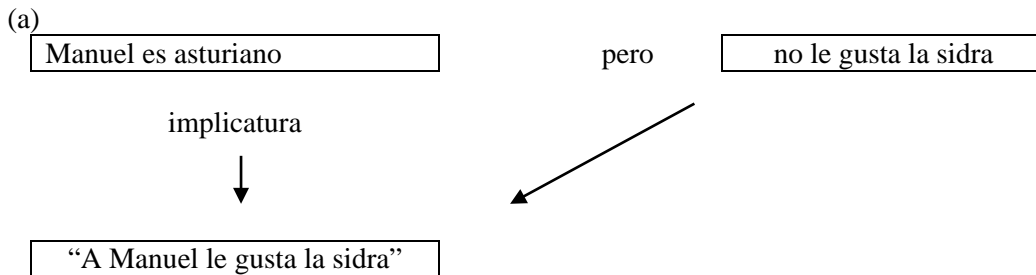 (a)
Manuel es asturiano pero no le gusta la sidra
implicatura
“A Manuel le gusta la sidra”